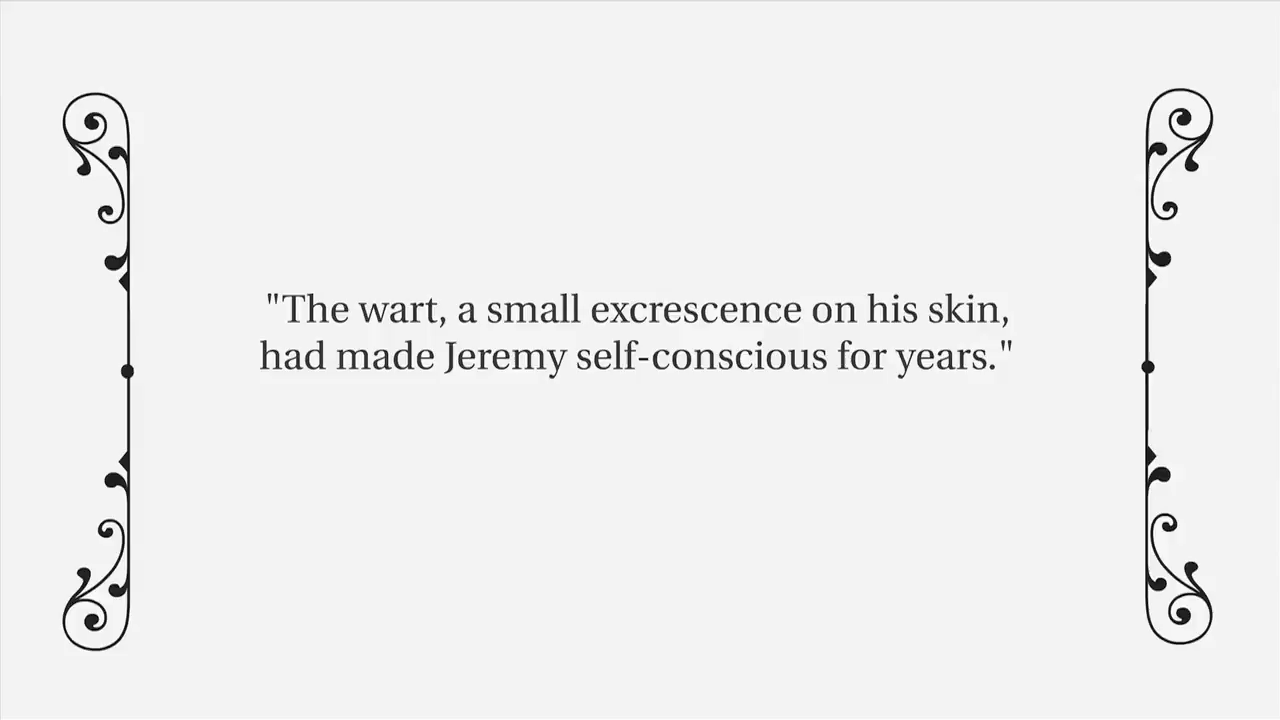 "The wart, a small excrescence on his skin,
had made Jeremy self-conscious for years."